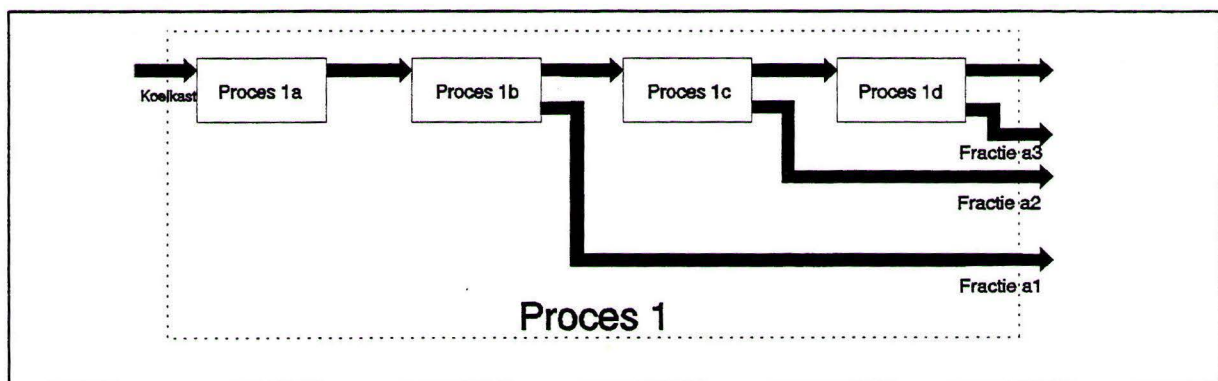 Koelkast
Proces 1a
Proces 1b
Proces 1c
Proces 1d
Fractie a3
Fractie a2
Fractie a1
Proces 1